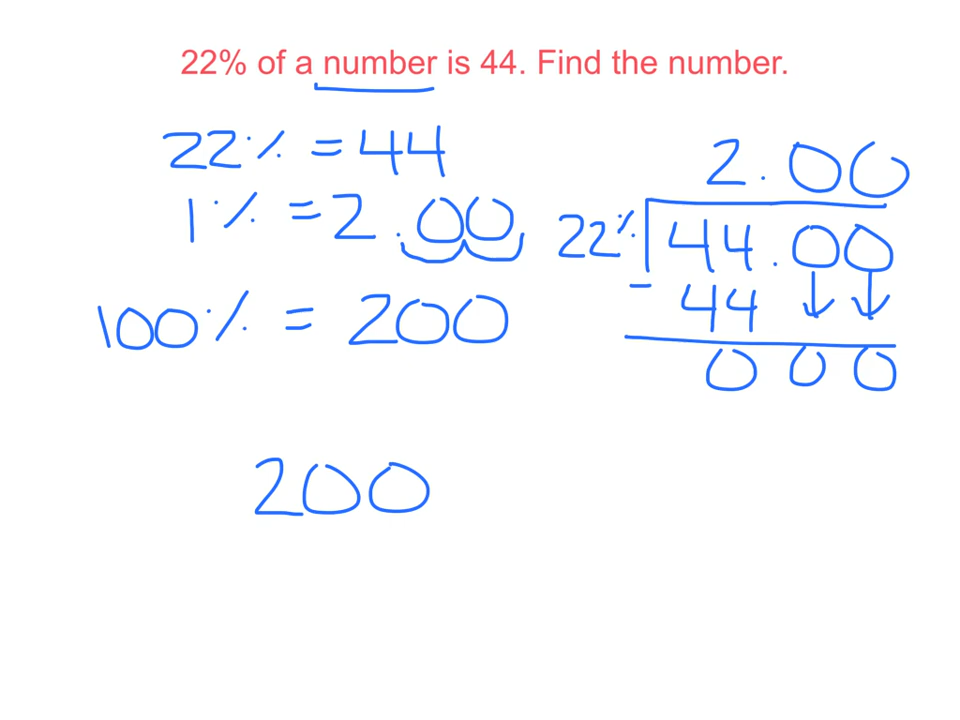 22% of a number is 44. Find the number.
22% = 44
1% = 2.00
100% = 200
200
2.00
22% 44.00
- 44
000